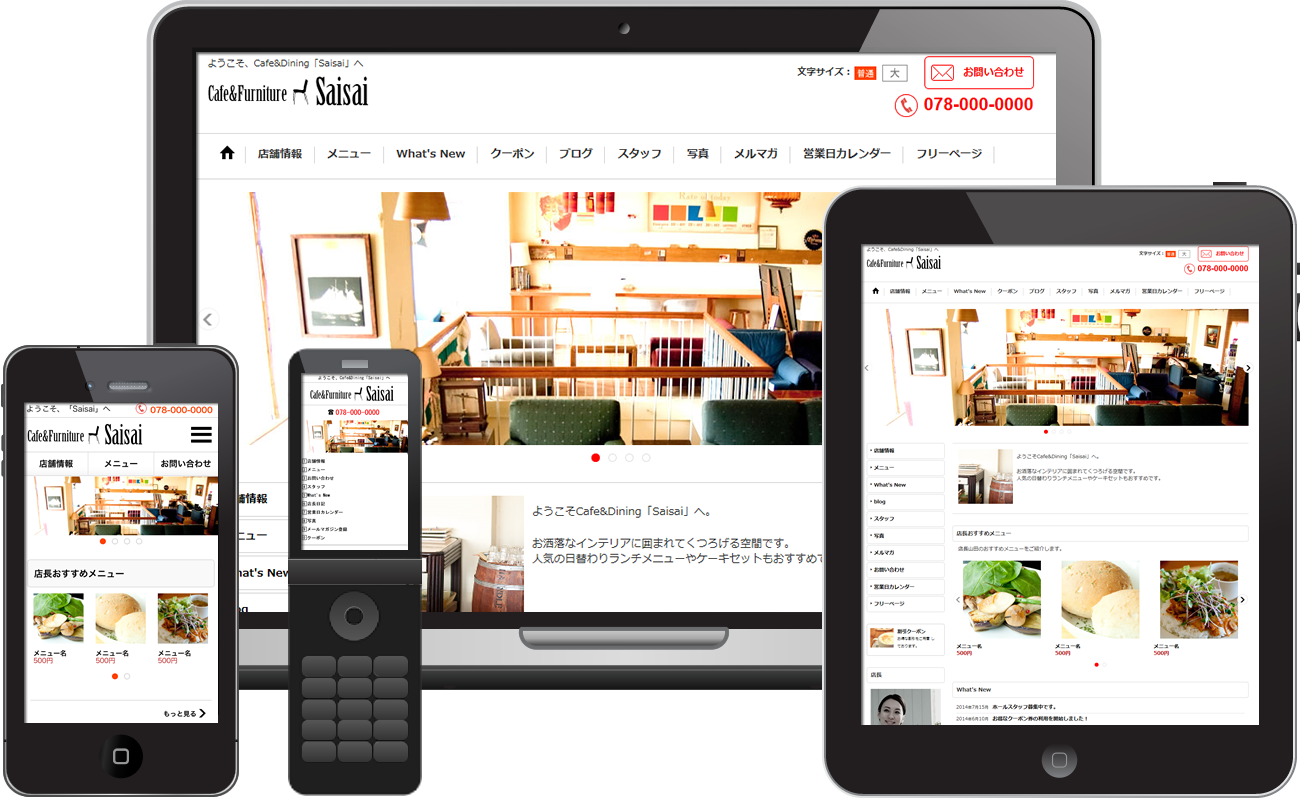 ようこそ、Cafe&Dining「Saisai」へ
Cafe&Furniture Saisai
文字サイズ：普通 大
お問い合わせ
078-000-0000
店舗情報 メニュー What's New クーポン ブログ スタッフ 写真 メルマガ 営業日カレンダー フリーページ
舗情報
ニュー
hat's New
ようこそCafe&Dining「Saisai」へ。
お洒落なインテリアに囲まれてくつろげる空間です。
人気の日替わりランチメニューやケーキセットもおすすめで
ようこそ、「Saisai」へ 078-000-0000
Cafe&Furniture Saisai
店舗情報 メニュー お問い合わせ
店長おすすめメニュー
メニュー名 メニュー名 メニュー名
500円 500円 500円
もっと見る
ようこそ、Cafe&Dining「Saisai」へ
Cafe&Furniture Saisai
☎078-000-0000
1店舗情報
2メニュー
3お問い合わせ
4スタッフ
5What's New
6店長日記
7営業日カレンダー
8写真
9メールマガジン登録
0クーポン
ようこそ、Cafe&Dining「Saisai」へ
Cafe&Furniture Saisai
文字サイズ：普通 大
お問い合わせ
078-000-0000
店舗情報 メニュー What's New クーポン ブログ スタッフ 写真 メルマガ 営業日カレンダー フリーページ
・店舗情報
・メニュー
・What's New
・blog
・スタッフ
・写真
・メルマガ
・お問い合わせ
・営業日カレンダー
・フリーページ
割引クーポン
お得な割引をご用意し…
ております。
店長
ようこそCafe&Dining「Saisai」へ。
お洒落なインテリアに囲まれてくつろげる空間です。
人気の日替わりランチメニューやケーキセットもおすすめです。
店長おすすめメニュー
店長山田のおすすめメニューをご紹介します。
メニュー名 メニュー名 メニュー名
500円 500円 500円
What's New
2014年7月15日 ホールスタッフ募集中です。
2014年6月10日 お得なクーポン券の利用を開始しました！